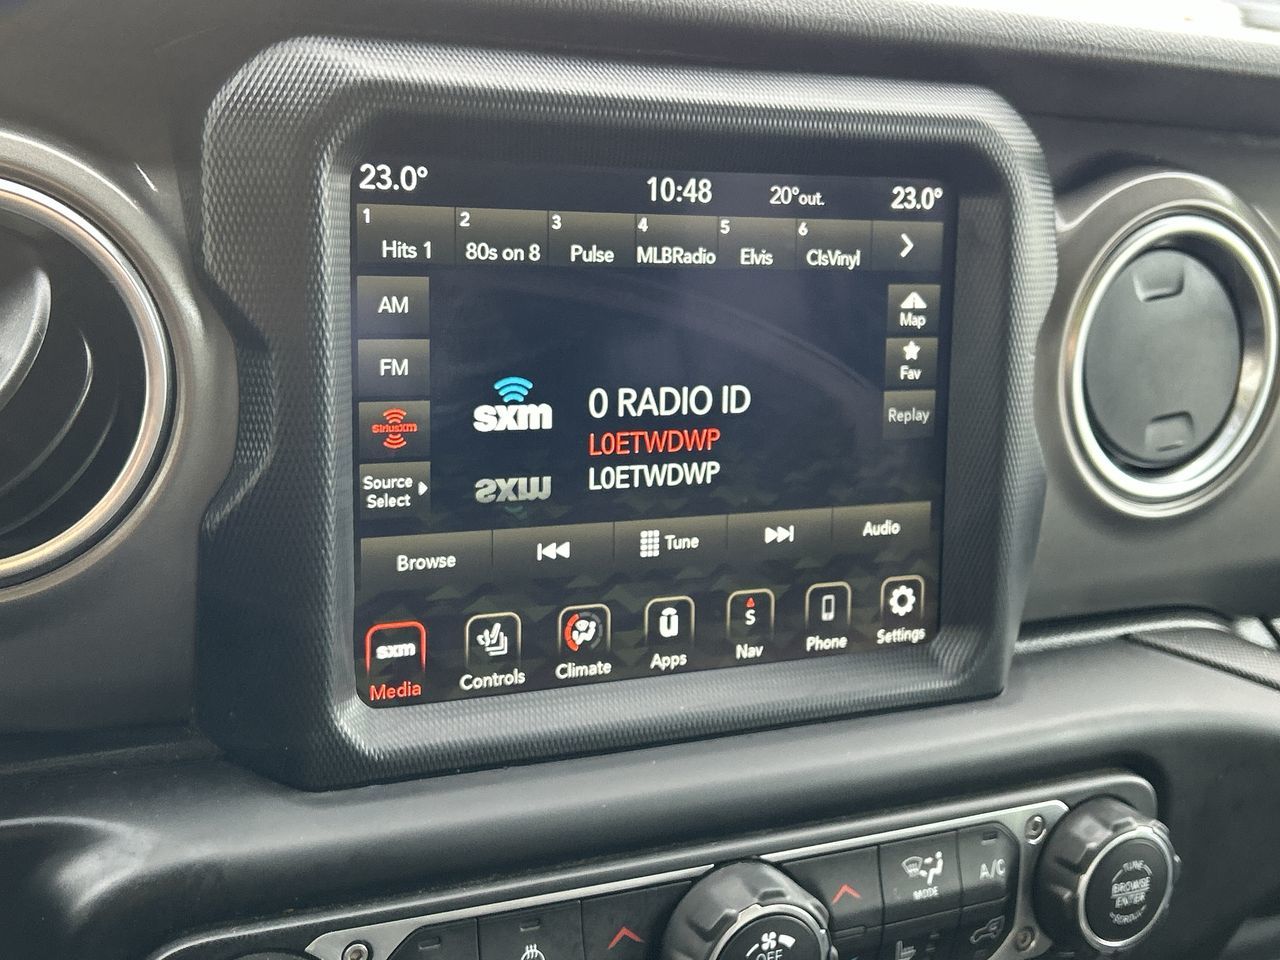 23.0°
10:48
20°out.
23.0°
1 Hits 1
2 80s on 8
3 Pulse
4 MLBRadio
5 Elvis
6 ClsVinyl
AM
Map
FM
Fav
SiriusXM
sxm
0 RADIO ID
Replay
L0ETWDWP
Source
Select
L0ETWDWP
Browse
Tune
Audio
sxm
Media
Controls
Climate
Apps
S
Nav
Phone
Settings
MODE
A/C
TUNE
BROWSE
ENTER
SCROLL
OFF